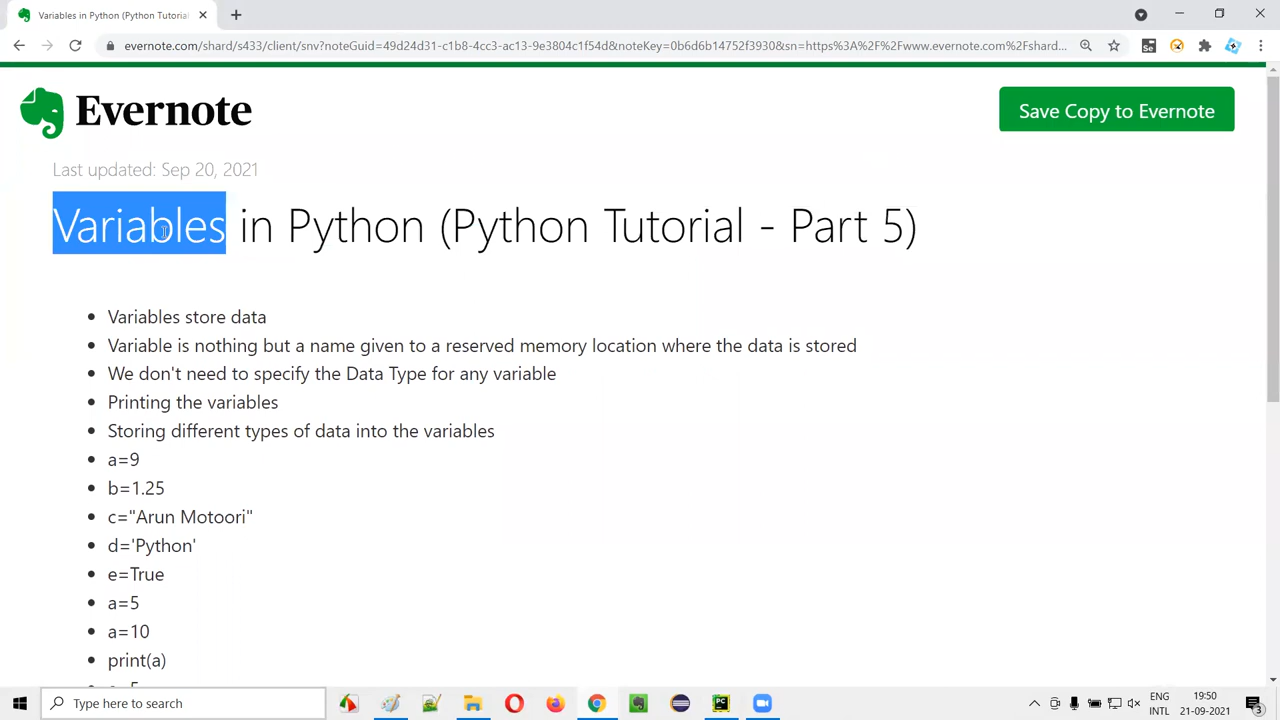 Variables in Python (Python Tutorial
evernote.com/shard/s433/client/snv?noteGuid=49d24d31-c1b8-4cc3-ac13-9e3804c1f54d&noteKey=0b6d6b14752f3930&sn=https%3A%2F%2Fwww.evernote.com%2Fshard...
Evernote
Save Copy to Evernote
Last updated: Sep 20, 2021
Variables in Python (Python Tutorial - Part 5)
Variables store data
Variable is nothing but a name given to a reserved memory location where the data is stored
We don't need to specify the Data Type for any variable
Printing the variables
Storing different types of data into the variables
a=9
b=1.25
c="Arun Motoori"
d='Python'
e=True
a=5
a=10
print(a)
Type here to search
ENG
INTL
19:50
21-09-2021
3